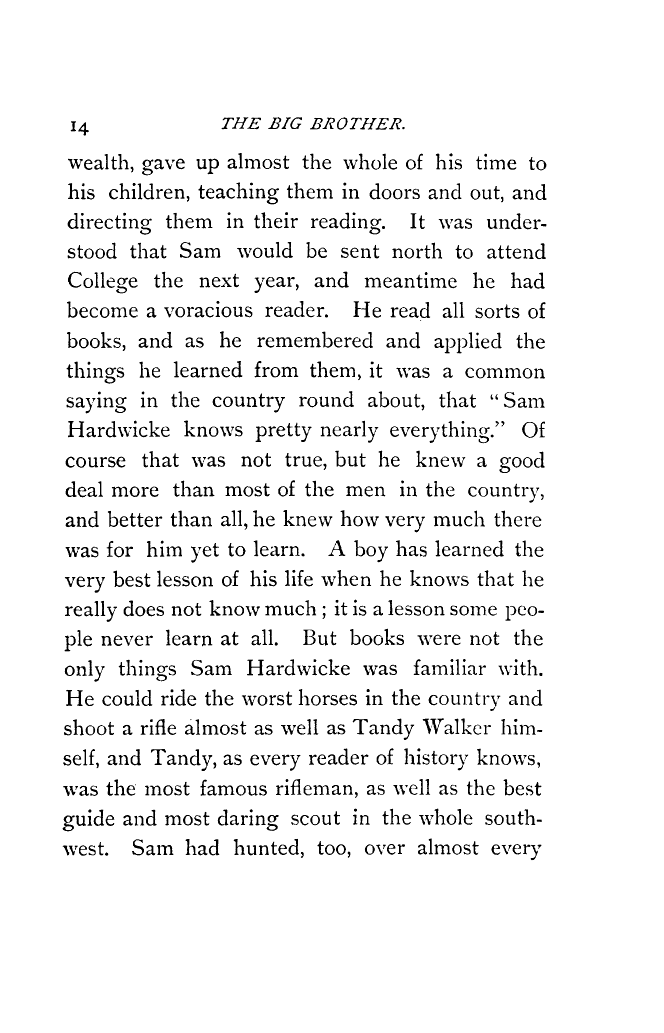 14 THE BIG BROTHER.
wealth, gave up almost the whole of his time to
his children, teaching them in doors and out, and
directing them in their reading. It was under-
stood that Sam would be sent north to attend
College the next year, and meantime he had
become a voracious reader. He read all sorts of
books, and as he remembered and applied the
things he learned from them, it was a common
saying in the country round about, that "Sam
Hardwicke knows pretty nearly everything." Of
course that was not true, but he knew a good
deal more than most of the men in the country,
and better than all, he knew how very much there
was for him yet to learn. A boy has learned the
very best lesson of his life when he knows that he
really does not know much; it is a lesson some peo-
ple never learn at all. But books were not the
only things Sam Hardwicke was familiar with.
He could ride the worst horses in the country and
shoot a rifle almost as well as Tandy Walker him-
self, and Tandy, as every reader of history knows,
was the most famous rifleman, as well as the best
guide and most daring scout in the whole south-
west. Sam had hunted, too, over almost every